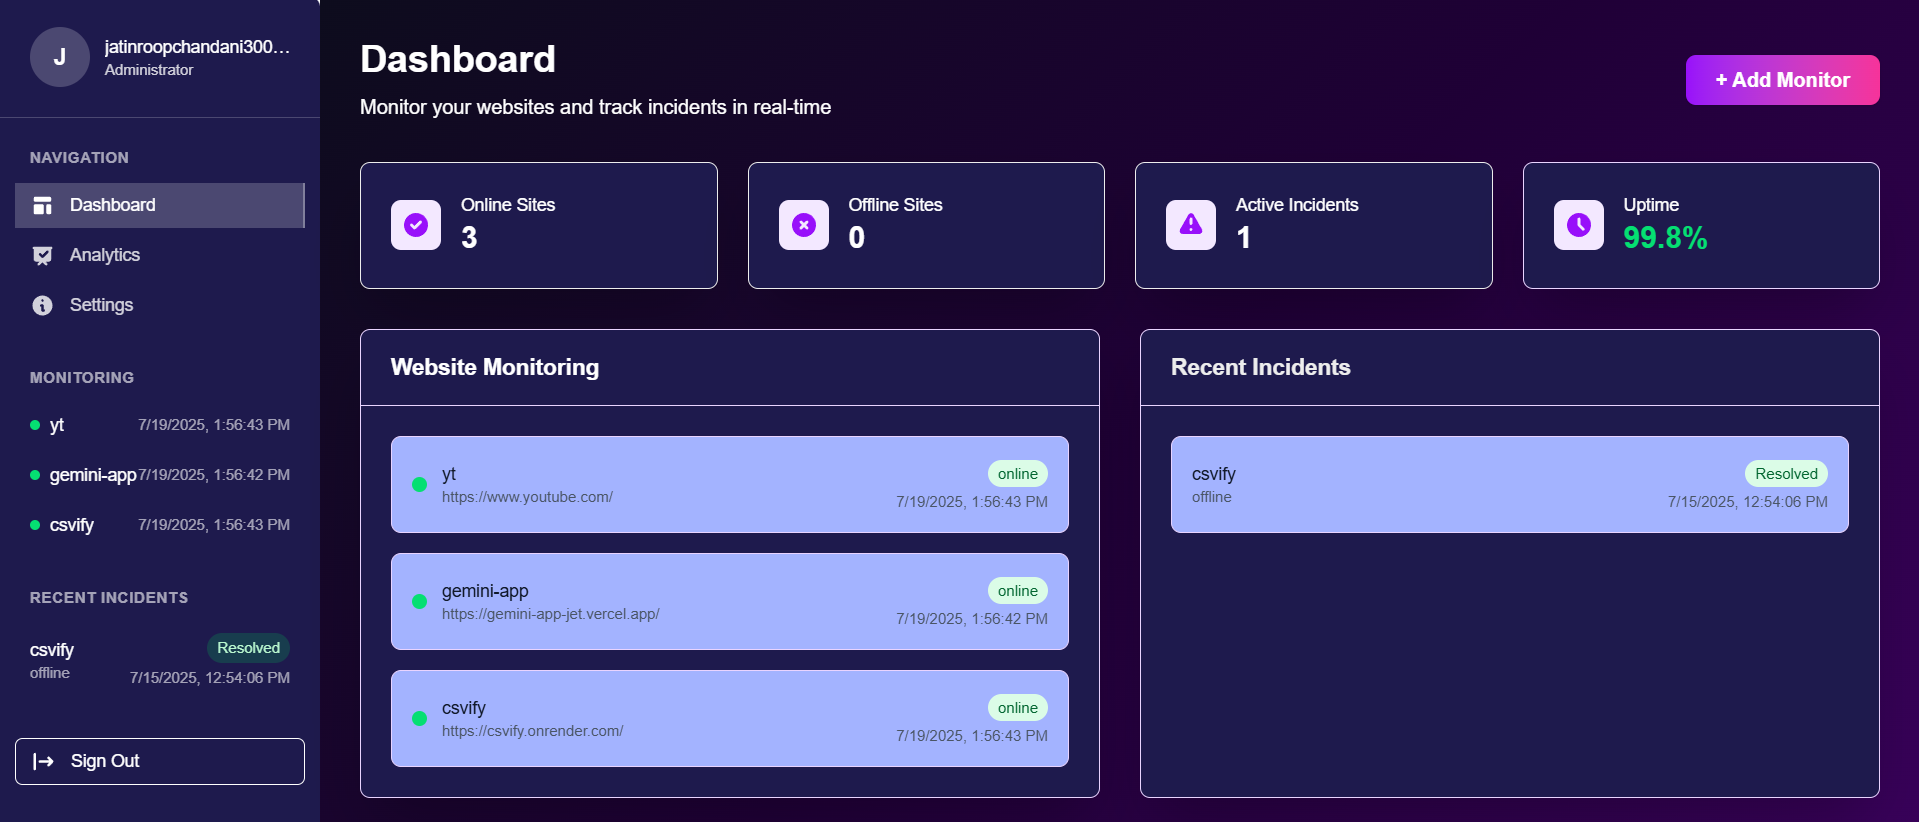 J
jatinroopchandani300...
Administrator
NAVIGATION
Dashboard
Analytics
Settings
MONITORING
yt 7/19/2025, 1:56:43 PM
gemini-app 7/19/2025, 1:56:42 PM
csvify 7/19/2025, 1:56:43 PM
RECENT INCIDENTS
csvify Resolved
offline 7/15/2025, 12:54:06 PM
Sign Out
Dashboard
Monitor your websites and track incidents in real-time
+ Add Monitor
Online Sites
3
Offline Sites
0
Active Incidents
1
Uptime
99.8%
Website Monitoring
yt online
https://www.youtube.com/ 7/19/2025, 1:56:43 PM
gemini-app online
https://gemini-app-jet.vercel.app/ 7/19/2025, 1:56:42 PM
csvify online
https://csvify.onrender.com/ 7/19/2025, 1:56:43 PM
Recent Incidents
csvify Resolved
offline 7/15/2025, 12:54:06 PM